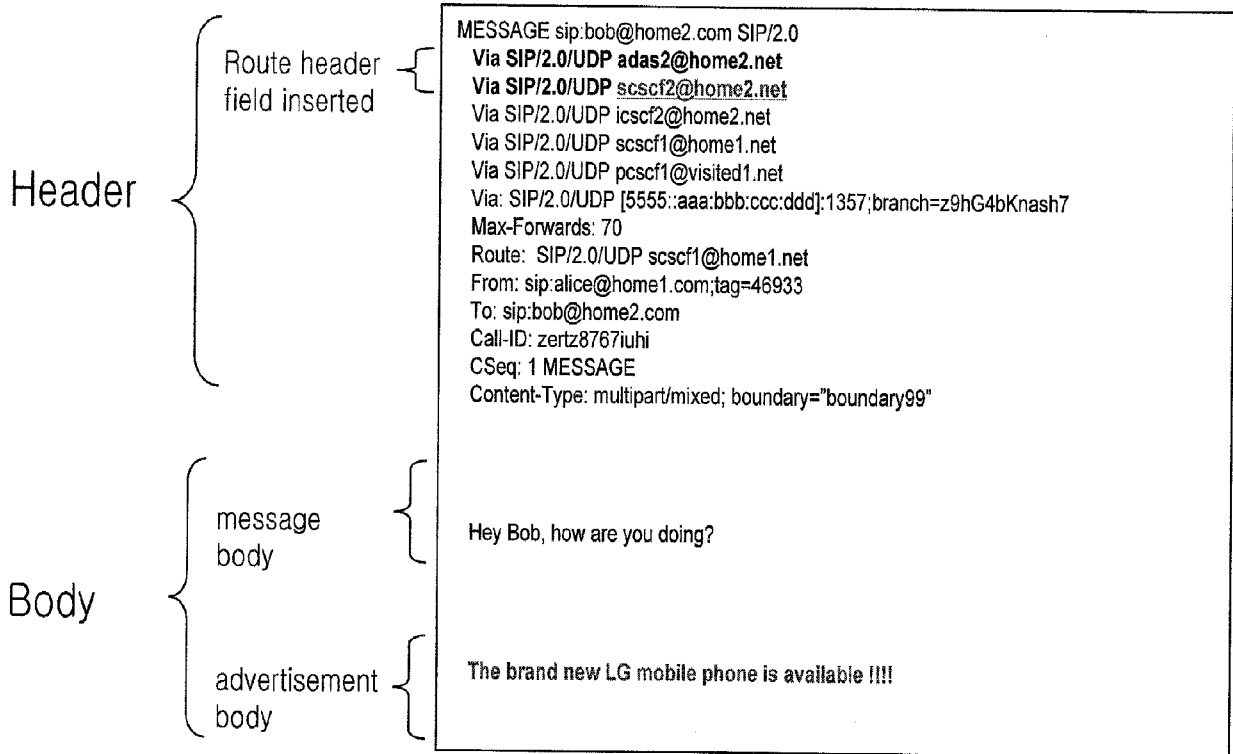 MESSAGE sip:bob@home2.com SIP/2.0
Via SIP/2.0/UDP adas2@home2.net
Via SIP/2.0/UDP scscf2@home2.net
Via SIP/2.0/UDP icscf2@home2.net
Via SIP/2.0/UDP scscf1@home1.net
Via SIP/2.0/UDP pcscf1@visited1.net
Via: SIP/2.0/UDP [5555::aaa:bbb:ccc:ddd]:1357;branch=z9hG4bKnash7
Max-Forwards: 70
Route: SIP/2.0/UDP scscf1@home1.net
From: sip:alice@home1.com;tag=46933
To: sip:bob@home2.com
Call-ID: zertz8767iuhi
CSeq: 1 MESSAGE
Content-Type: multipart/mixed; boundary="boundary99"
Route header
field inserted
Header
message
body
Hey Bob, how are you doing?
Body
advertisement
body
The brand new LG mobile phone is available !!!!